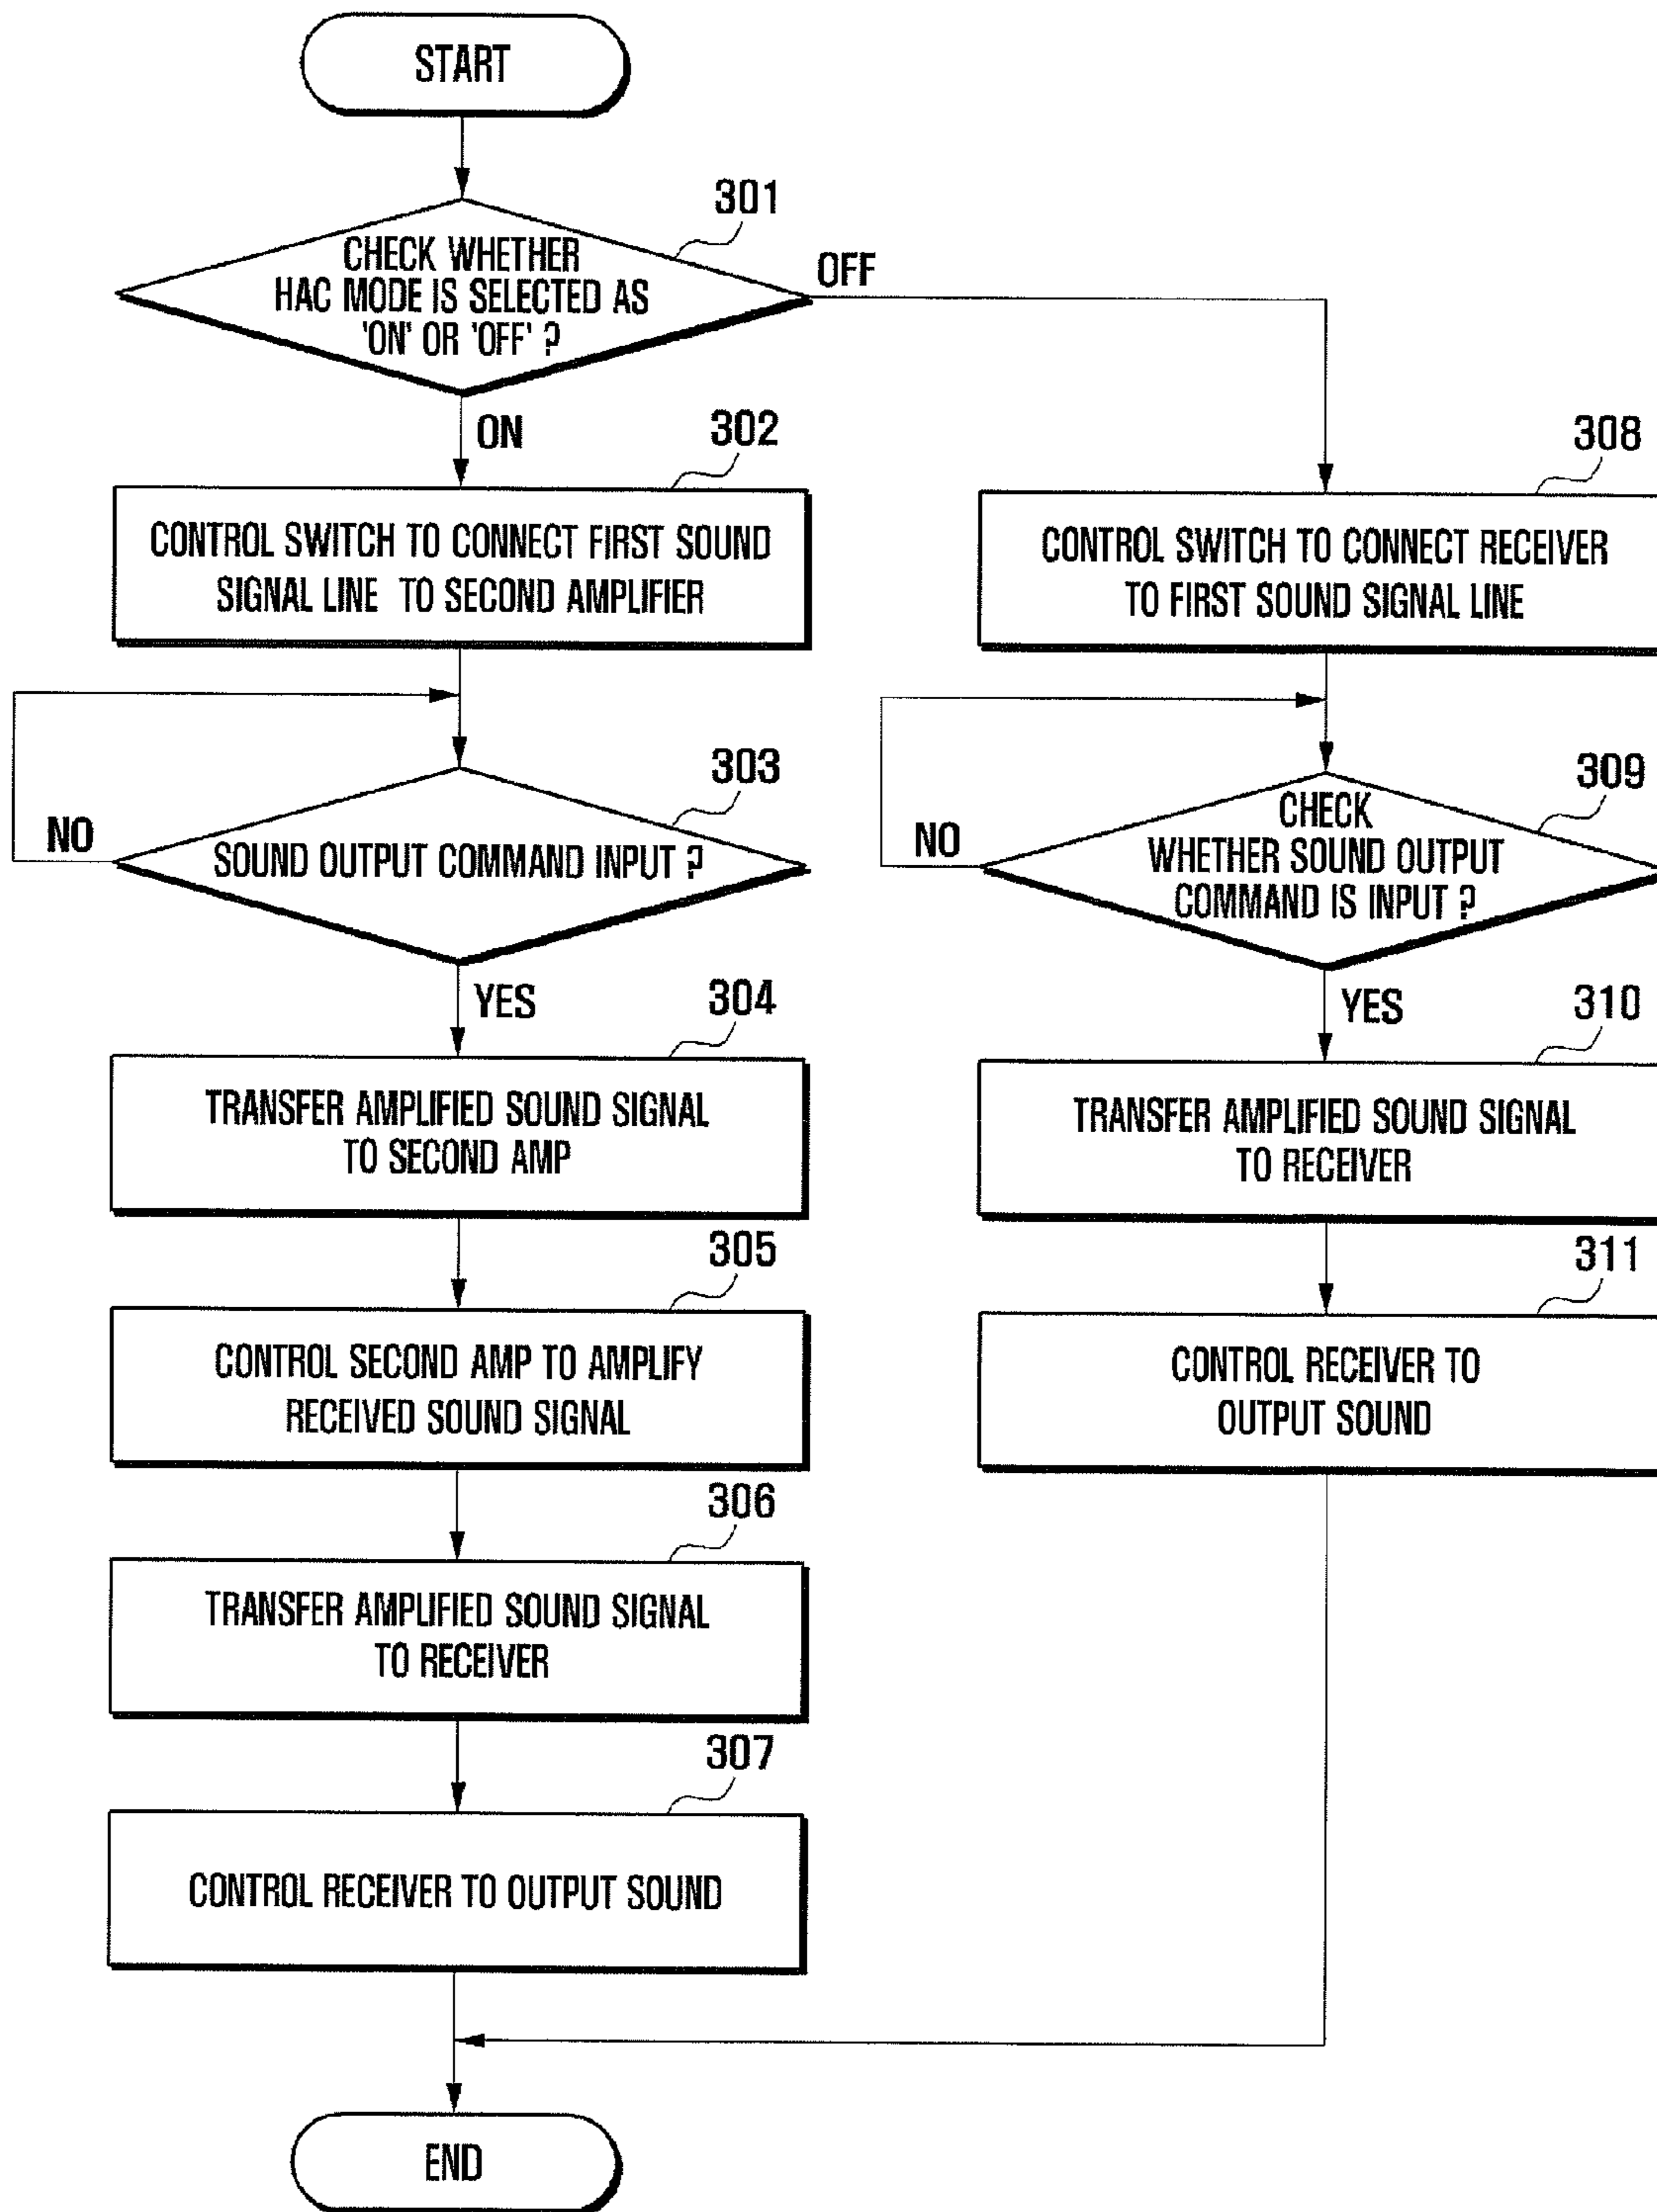 START
301
CHECK WHETHER
HAC MODE IS SELECTED AS
'ON' OR 'OFF' ?
OFF
ON
302
CONTROL SWITCH TO CONNECT FIRST SOUND
SIGNAL LINE TO SECOND AMPLIFIER
303
SOUND OUTPUT COMMAND INPUT ?
NO
YES
304
TRANSFER AMPLIFIED SOUND SIGNAL
TO SECOND AMP
305
CONTROL SECOND AMP TO AMPLIFY
RECEIVED SOUND SIGNAL
306
TRANSFER AMPLIFIED SOUND SIGNAL
TO RECEIVER
307
CONTROL RECEIVER TO OUTPUT SOUND
308
CONTROL SWITCH TO CONNECT RECEIVER
TO FIRST SOUND SIGNAL LINE
309
CHECK
WHETHER SOUND OUTPUT
COMMAND IS INPUT ?
NO
YES
310
TRANSFER AMPLIFIED SOUND SIGNAL
TO RECEIVER
311
CONTROL RECEIVER TO
OUTPUT SOUND
END